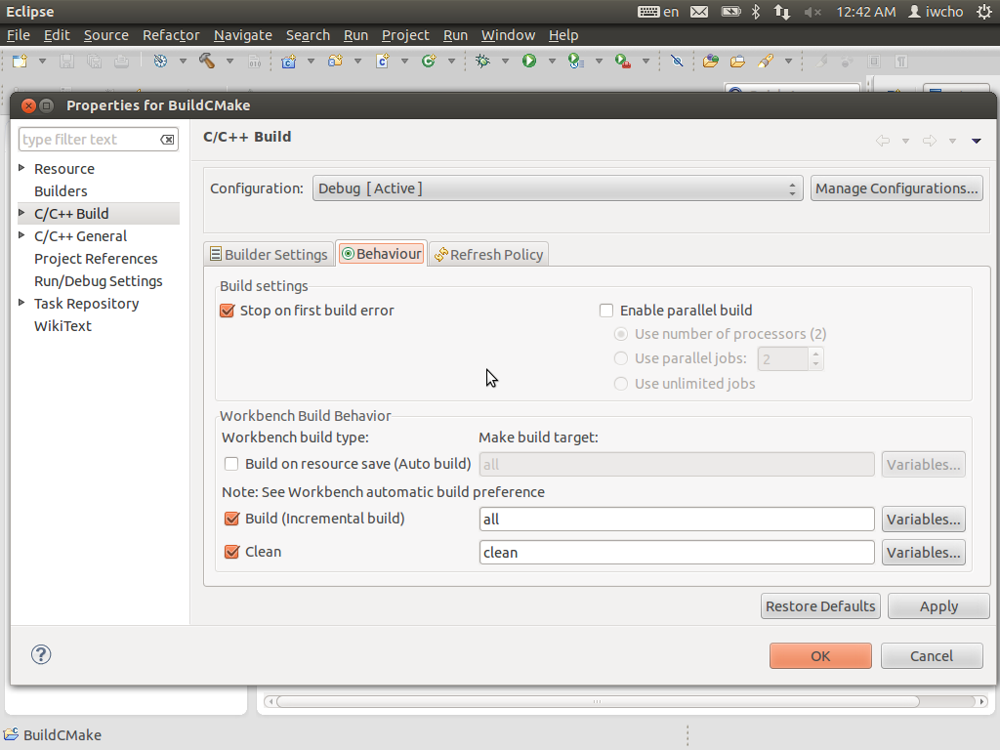 Eclipse en 12:42 AM iwcho
File Edit Source Refactor Navigate Search Run Project Run Window Help
Properties for BuildCMake
type filter text
Resource
Builders
C/C++ Build
C/C++ General
Project References
Run/Debug Settings
Task Repository
WikiText
C/C++ Build
Configuration: Debug [ Active ] Manage Configurations...
Builder Settings Behaviour Refresh Policy
Build settings
Stop on first build error Enable parallel build
Use number of processors (2)
Use parallel jobs: 2
Use unlimited jobs
Workbench Build Behavior
Workbench build type: Make build target:
Build on resource save (Auto build) all Variables...
Note: See Workbench automatic build preference
Build (Incremental build) all Variables...
Clean clean Variables...
Restore Defaults Apply
? OK Cancel
BuildCMake